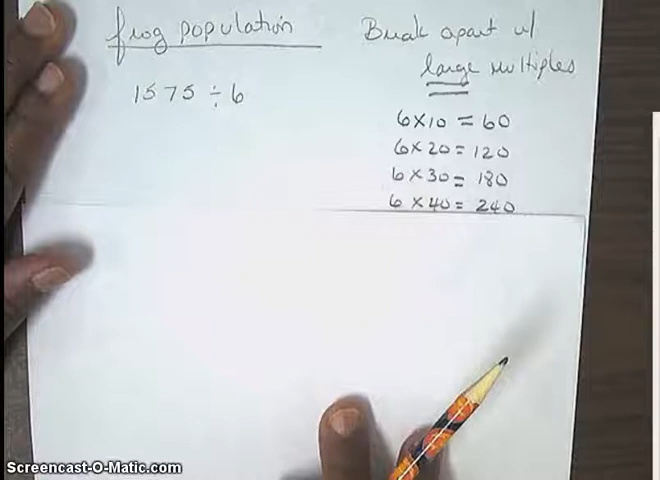 frog population
Break apart w/
large multiples
1575 ÷ 6
6 × 10 = 60
6 × 20 = 120
6 × 30 = 180
6 × 40 = 240
Screencast-O-Matic.com